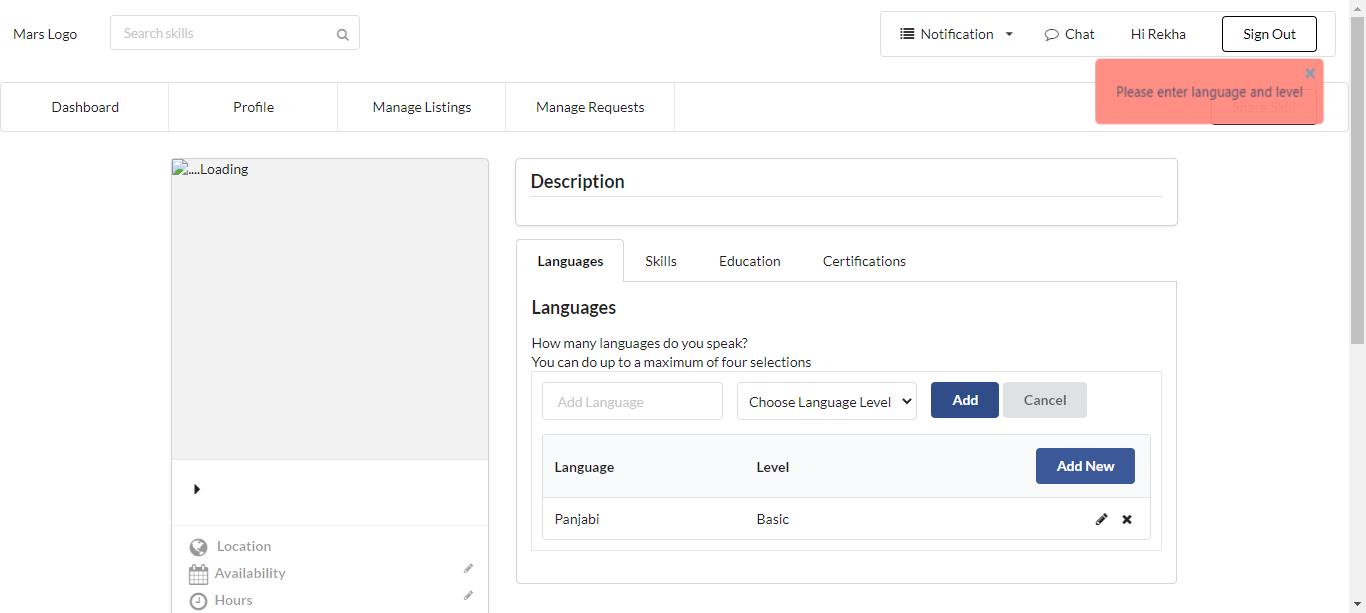 Mars Logo
Search skills
Notification
Chat
Hi Rekha
Sign Out
Please enter language and level
Dashboard
Profile
Manage Listings
Manage Requests
Share Skill
....Loading
Description
Languages
Skills
Education
Certifications
Languages
How many languages do you speak?
You can do up to a maximum of four selections
Add Language
Choose Language Level
Add
Cancel
Language
Level
Add New
Panjabi
Basic
Location
Availability
Hours